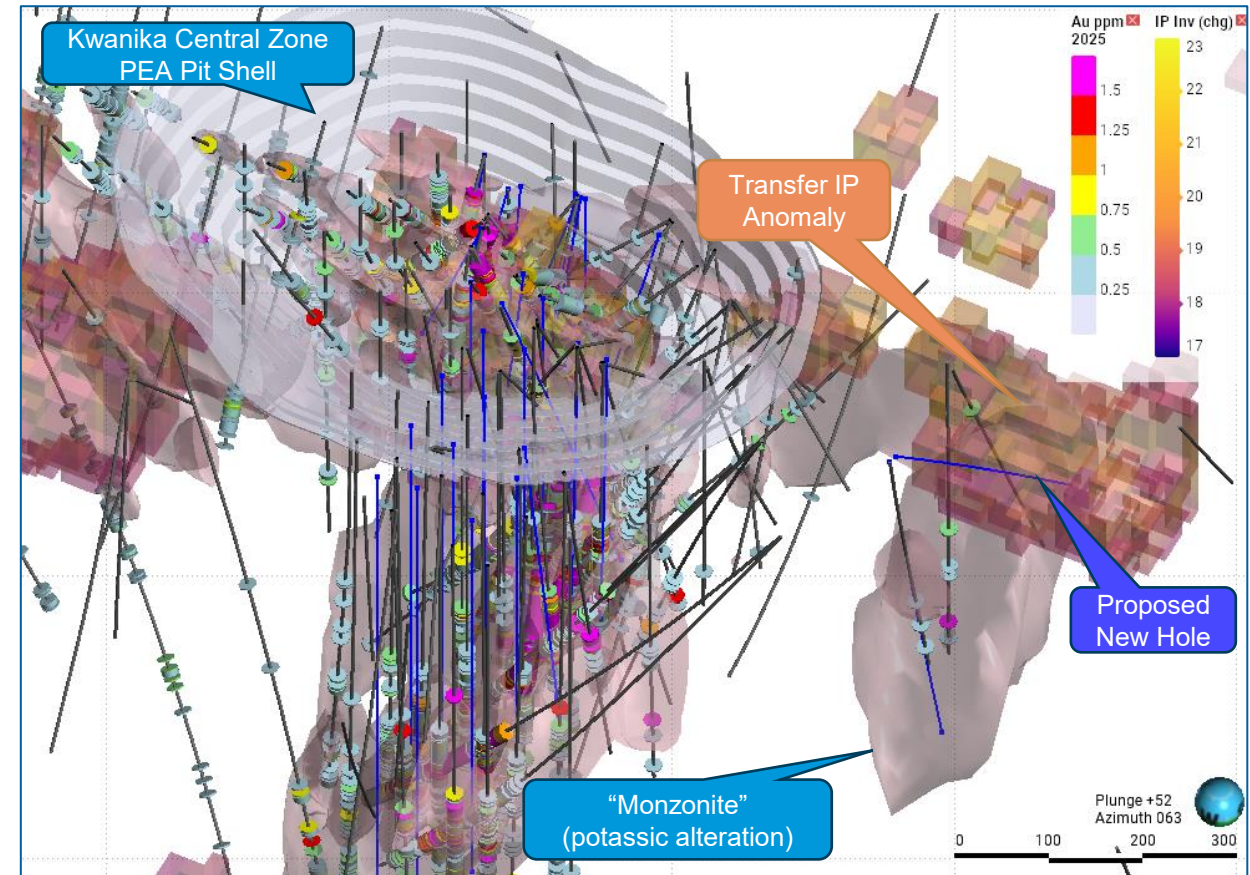 Kwanika Central Zone
PEA Pit Shell
Au ppm
2025
1.5
1.25
1
0.75
0.5
0.25
IP Inv (chg)
23
22
21
20
19
18
17
Transfer IP
Anomaly
Proposed
New Hole
“Monzonite”
(potassic alteration)
Plunge +52
Azimuth 063
0 100 200 300